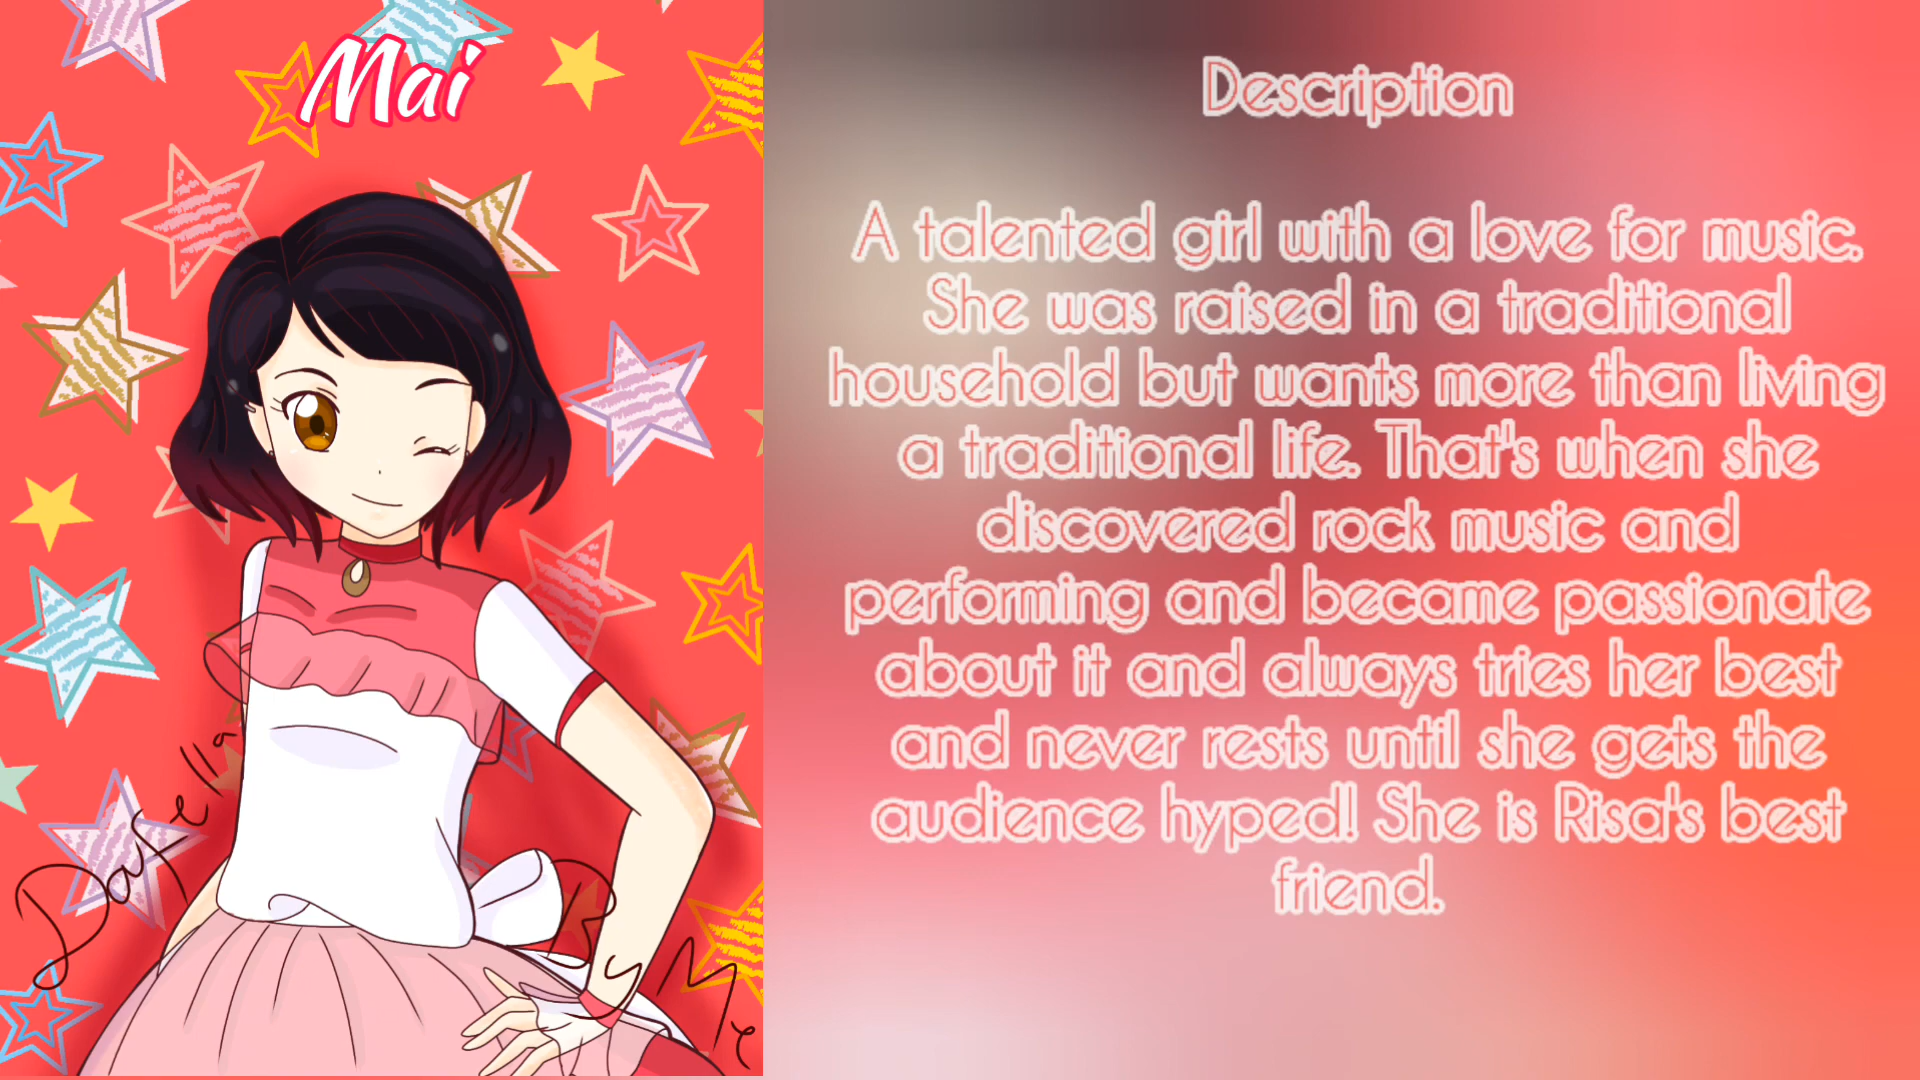 Mai
Description
A talented girl with a love for music.
She was raised in a traditional
household but wants more than living
a traditional life. That's when she
discovered rock music and
performing and became passionate
about it and always tries her best
and never rests until she gets the
audience hyped! She is Risa's best
friend.
By Me